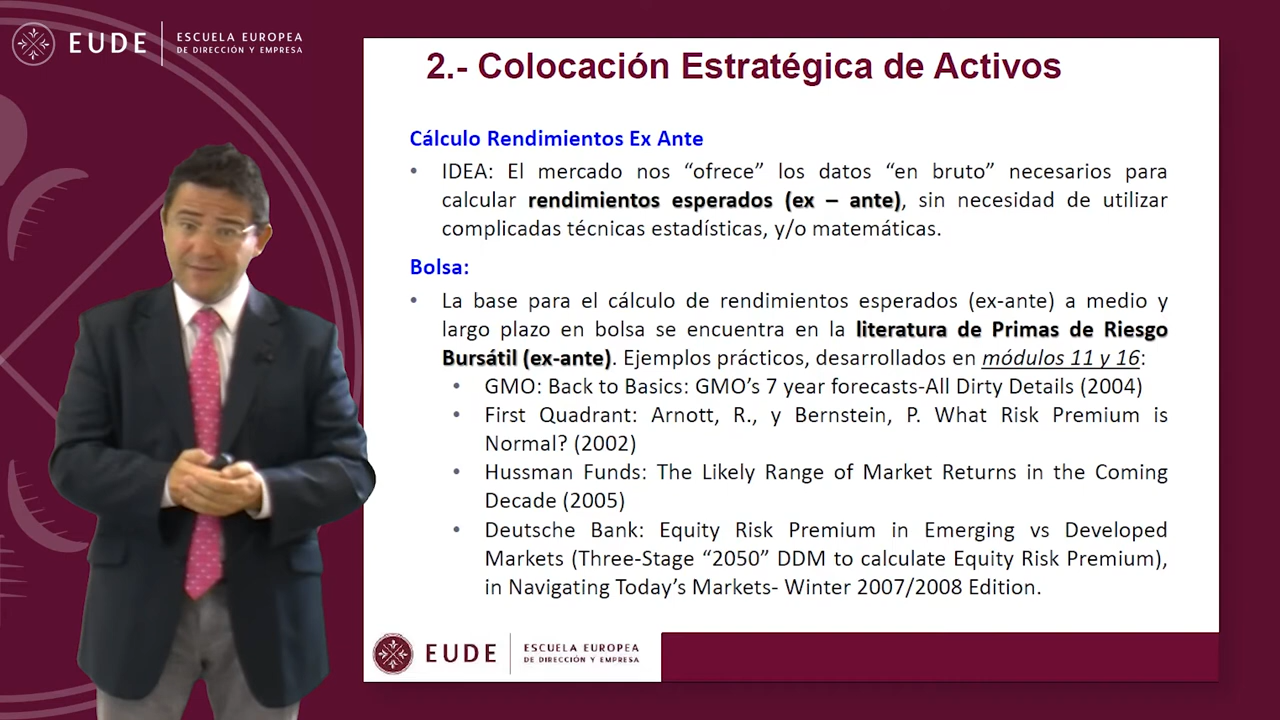 EUDE
ESCUELA EUROPEA
DE DIRECCIÓN Y EMPRESA
2.- Colocación Estratégica de Activos
Cálculo Rendimientos Ex Ante
• IDEA: El mercado nos “ofrece” los datos “en bruto” necesarios para
calcular rendimientos esperados (ex – ante), sin necesidad de utilizar
complicadas técnicas estadísticas, y/o matemáticas.
Bolsa:
• La base para el cálculo de rendimientos esperados (ex-ante) a medio y
largo plazo en bolsa se encuentra en la literatura de Primas de Riesgo
Bursátil (ex-ante). Ejemplos prácticos, desarrollados en módulos 11 y 16:
• GMO: Back to Basics: GMO’s 7 year forecasts-All Dirty Details (2004)
• First Quadrant: Arnott, R., y Bernstein, P. What Risk Premium is
Normal? (2002)
• Hussman Funds: The Likely Range of Market Returns in the Coming
Decade (2005)
• Deutsche Bank: Equity Risk Premium in Emerging vs Developed
Markets (Three-Stage “2050” DDM to calculate Equity Risk Premium),
in Navigating Today’s Markets- Winter 2007/2008 Edition.
EUDE
ESCUELA EUROPEA
DE DIRECCIÓN Y EMPRESA